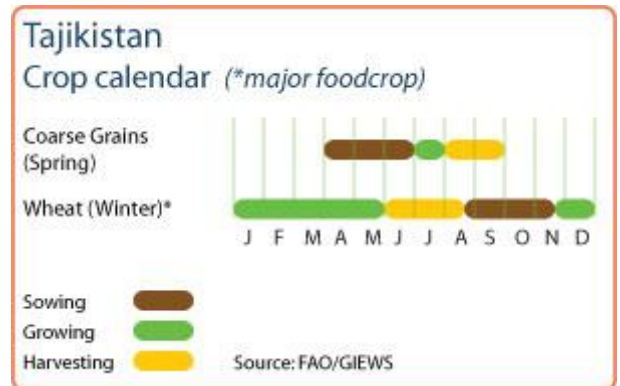 Tajikistan
Crop calendar (*major foodcrop)
Coarse Grains
(Spring)
Wheat (Winter)*
J F M A M J J A S O N D
Sowing
Growing
Harvesting
Source: FAO/GIEWS